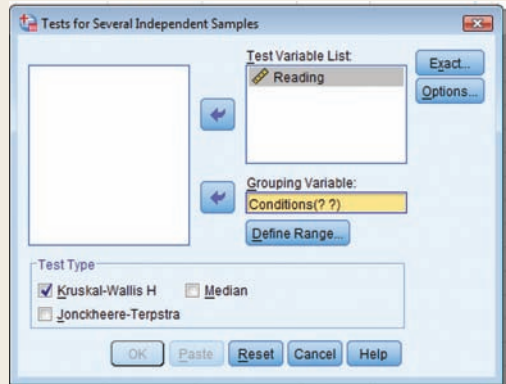 Tests for Several Independent Samples
Test Variable List:
Reading
Exact...
Options...
Grouping Variable:
Conditions(? ?)
Define Range...
Test Type
Kruskal-Wallis H Median
Jonckheere-Terpstra
OK Paste Reset Cancel Help